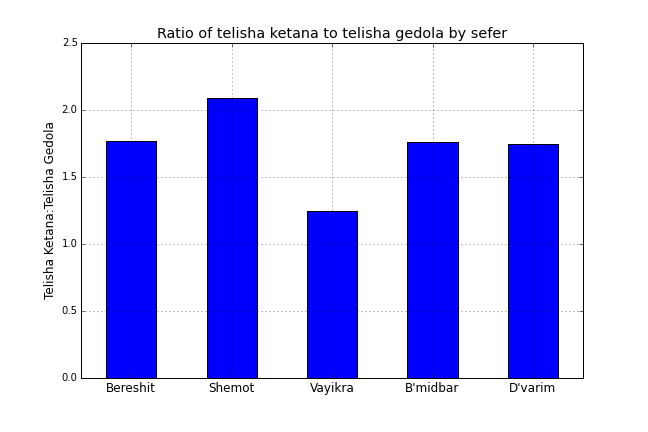 Ratio of telisha ketana to telisha gedola by sefer
Telisha Ketana:Telisha Gedola
2.5
2.0
1.5
1.0
0.5
0.0
Bereshit Shemot Vayikra B'midbar D'varim